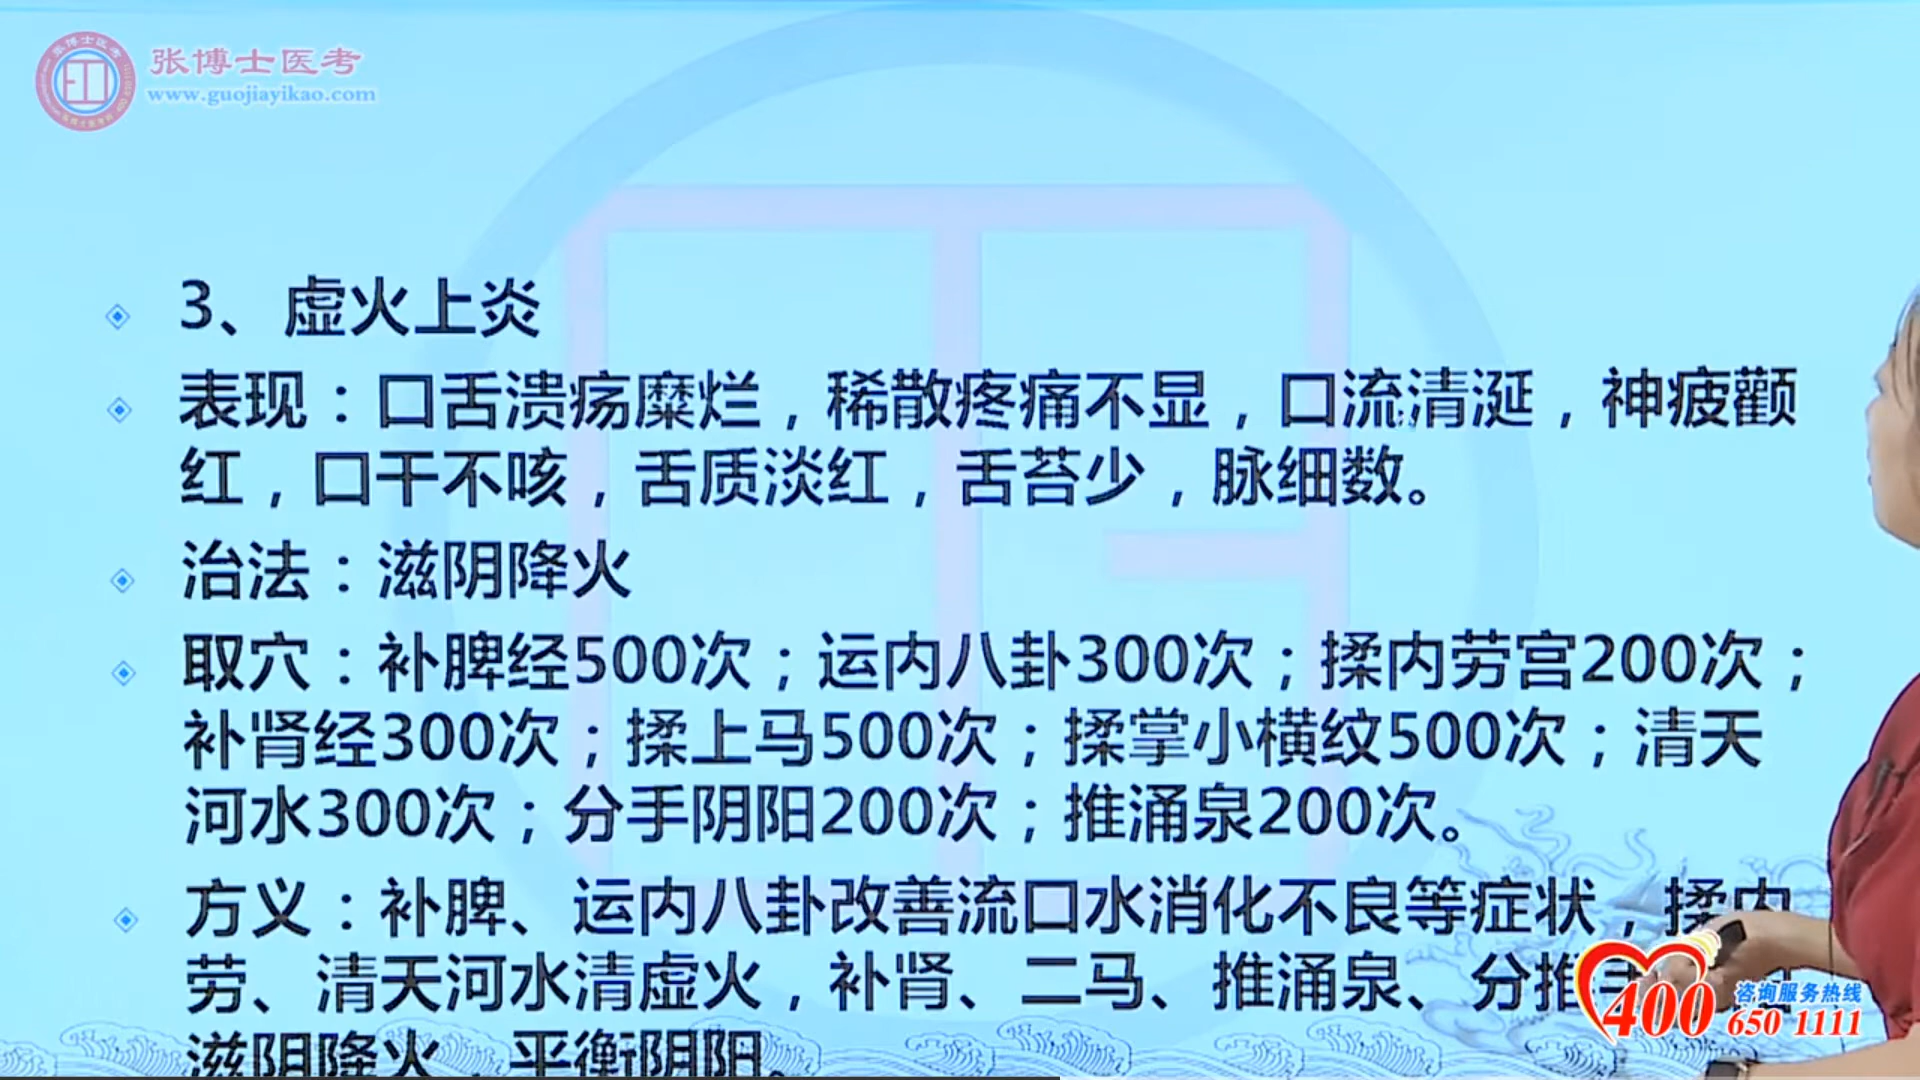 张博士医考
www.guojiayikao.com
3、虚火上炎
表现：口舌溃疡糜烂，稀散疼痛不显，口流清涎，神疲颧
红，口干不咳，舌质淡红，舌苔少，脉细数。
治法：滋阴降火
取穴：补脾经500次；运内八卦300次；揉内劳宫200次；
补肾经300次；揉上马500次；揉掌小横纹500次；清天
河水300次；分手阴阳200次；推涌泉200次。
方义：补脾、运内八卦改善流口水消化不良等症状，揉内
劳、清天河水清虚火，补肾、二马、推涌泉、分推
滋阴降火，平衡阴阳。
400 咨询服务热线
650 1111